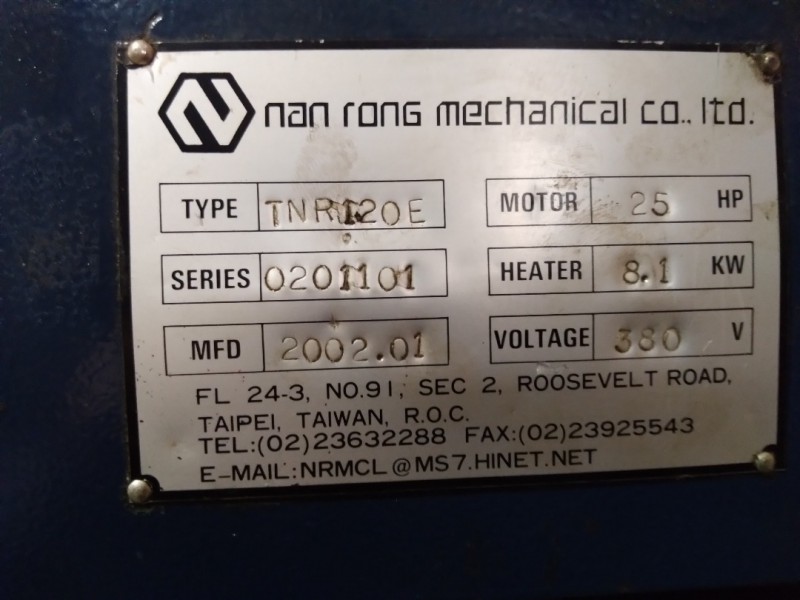 nan rong mechanical co., ltd.
TYPE TNR120E MOTOR 25 HP
SERIES 0201101 HEATER 8.1 KW
MFD 2002.01 VOLTAGE 380 V
FL 24-3, NO.91, SEC 2, ROOSEVELT ROAD,
TAIPEI, TAIWAN, R.O.C.
TEL:(02)23632288 FAX:(02)23925543
E-MAIL:NRMCL@MS7.HINET.NET